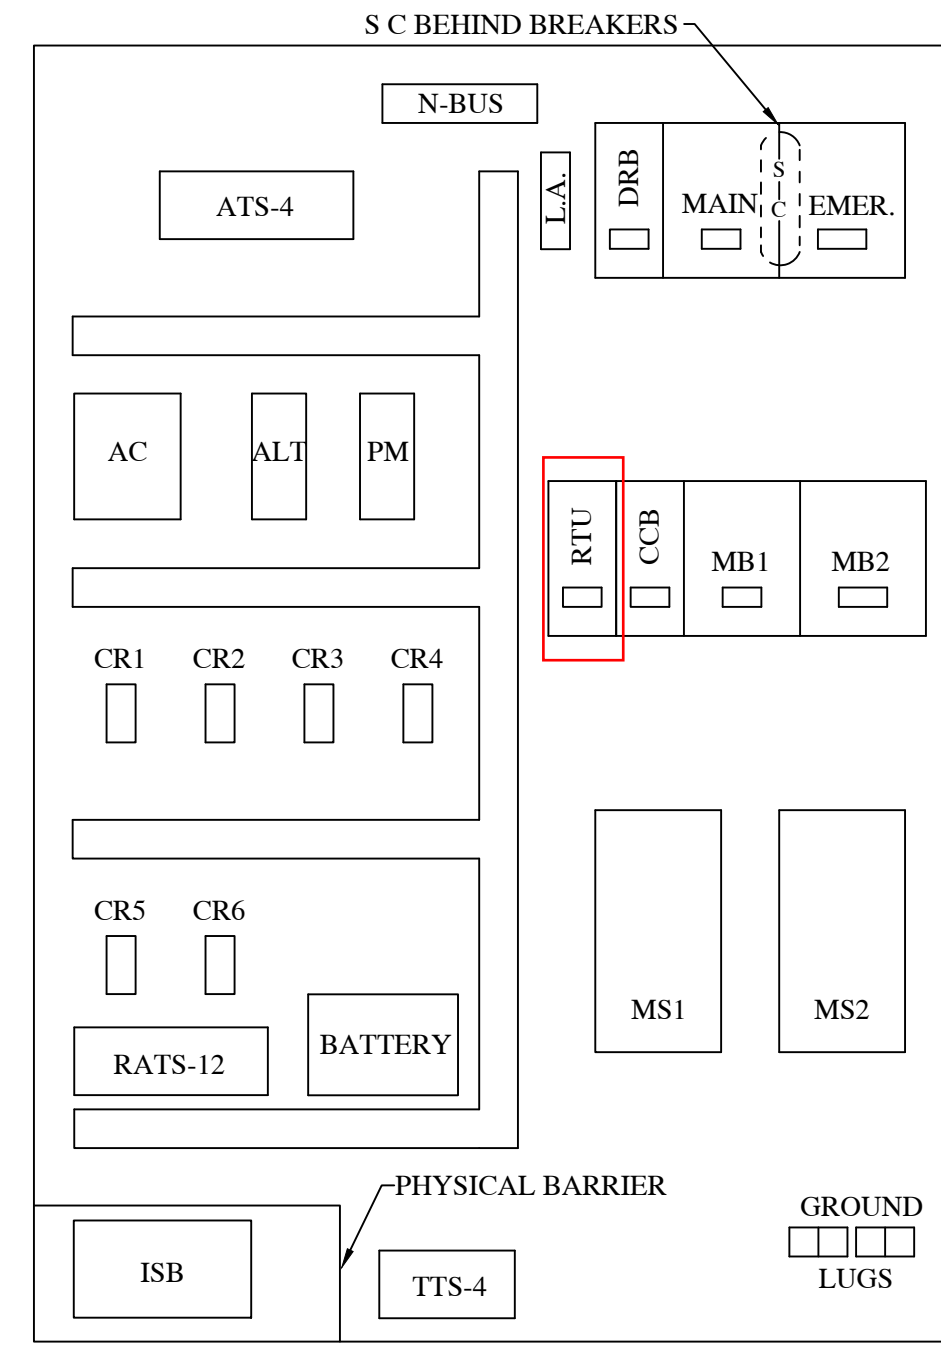 S C BEHIND BREAKERS
N-BUS
L.A.
DRB
MAIN
S
C
EMER.
ATS-4
AC
ALT
PM
RTU
CCB
MB1
MB2
CR1
CR2
CR3
CR4
CR5
CR6
MS1
MS2
BATTERY
RATS-12
PHYSICAL BARRIER
GROUND
LUGS
ISB
TTS-4